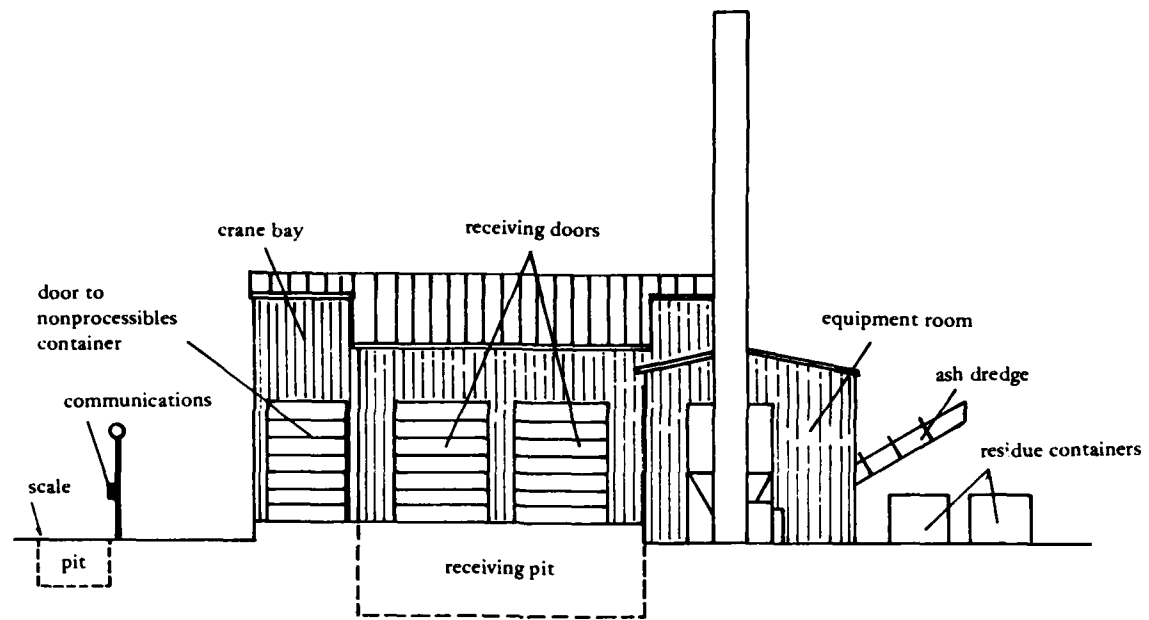 crane bay
receiving doors
door to
nonprocessibles
container
equipment room
ash dredge
communications
residue containers
scale
pit
receiving pit